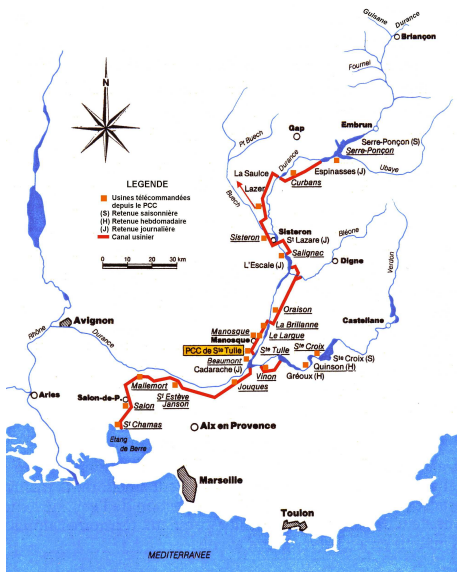 Guisane
Durance
Briançon
Fournel
N
Embrun
Gap
Pt Buech
Serre-Ponçon (S)
Serre-Ponçon
Durance
La Saulce
Espinasses (J)
Ubaye
Curbans
LEGENDE
Usines télécommandées
depuis le PCC
(S) Retenue saisonnière
(H) Retenue hebdomadaire
(J) Retenue journalière
Canal usinier
0 10 20 30 km
Lazer
Buech
Sisteron
Sisteron
St Lazare (J)
Salignac
Bléone
L'Escale (J)
Digne
Verdon
Oraison
Castellane
Avignon
Rhône
Durance
La Brillanne
Manosque
Le Largue
Manosque
PCC de Ste Tulle
Ste Tulle
Ste Croix
Beaumont
Ste Croix (S)
Cadarache (J)
Quinson (H)
Vinon
Gréoux (H)
Mallemort
Jouques
Arles
Salon-de-P.
St Estève
Janson
Salon
St Chamas
Aix en Provence
Etang
de Berre
Marseille
Toulon
MEDITERRANEE